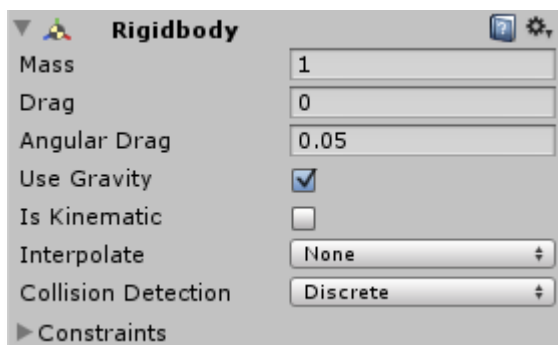 Rigidbody
Mass 1
Drag 0
Angular Drag 0.05
Use Gravity
Is Kinematic
Interpolate None
Collision Detection Discrete
Constraints